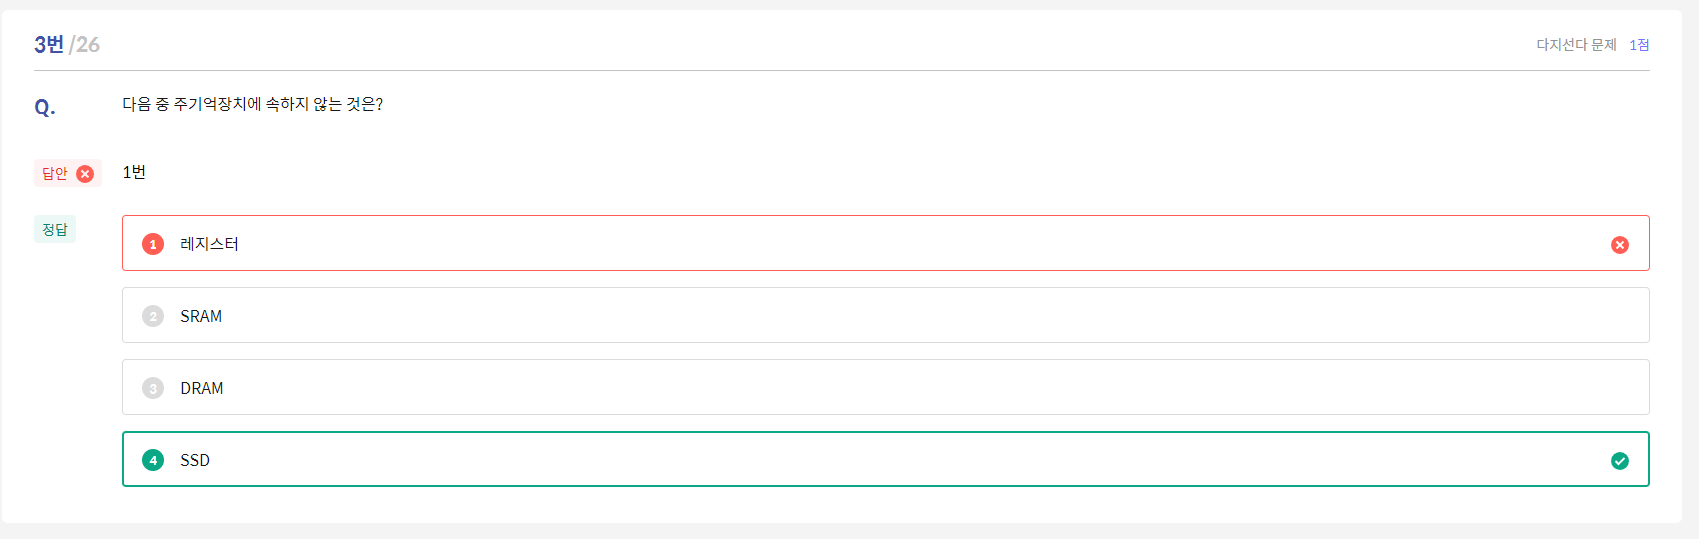 3번 /26
다지선다 문제 1점
Q. 다음 중 주기억장치에 속하지 않는 것은?
답안 1번
정답
1 레지스터
2 SRAM
3 DRAM
4 SSD